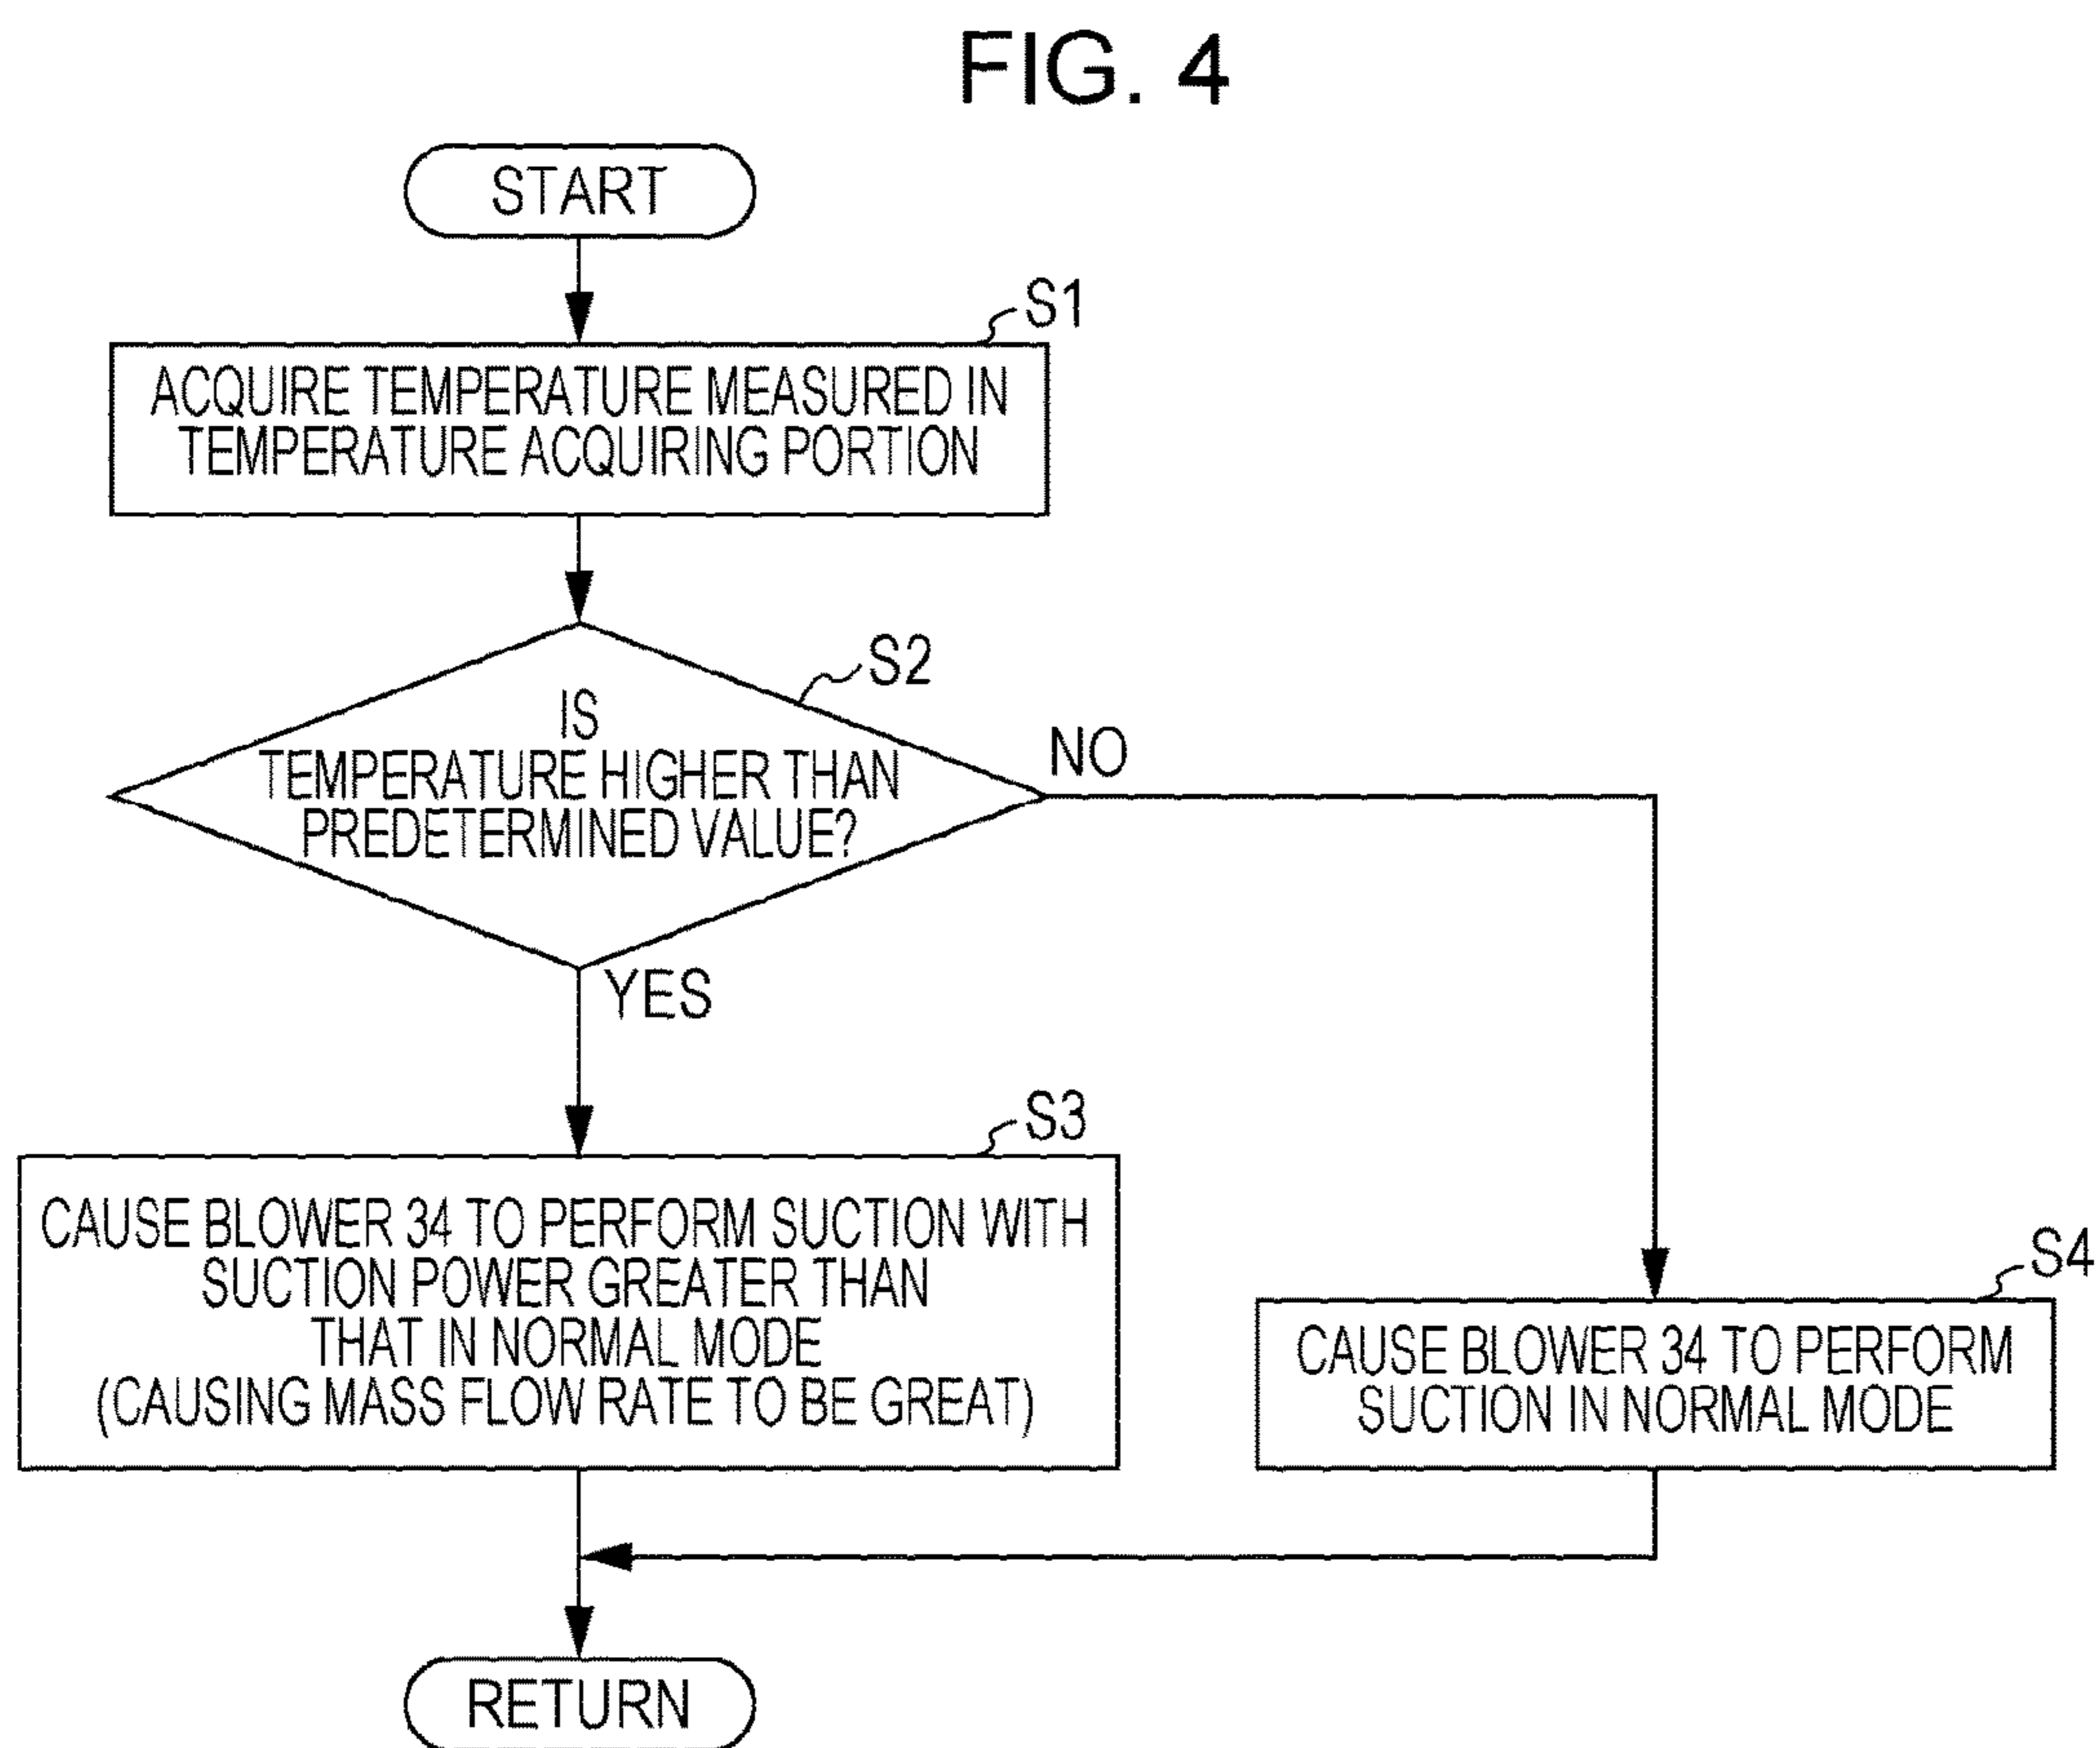 FIG. 4
START
S1
ACQUIRE TEMPERATURE MEASURED IN
TEMPERATURE ACQUIRING PORTION
S2
IS
TEMPERATURE HIGHER THAN
PREDETERMINED VALUE?
NO
YES
S3
CAUSE BLOWER 34 TO PERFORM SUCTION WITH
SUCTION POWER GREATER THAN
THAT IN NORMAL MODE
(CAUSING MASS FLOW RATE TO BE GREAT)
S4
CAUSE BLOWER 34 TO PERFORM
SUCTION IN NORMAL MODE
RETURN